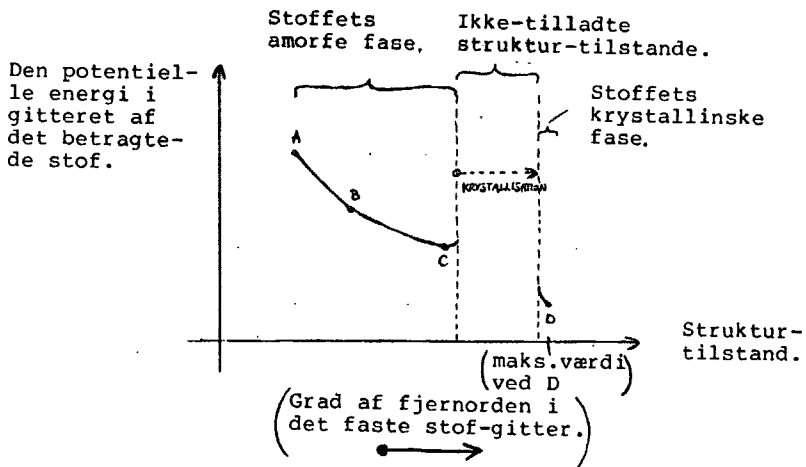 Stoffets
amorfe fase.
Ikke-tilladte
struktur-tilstande.
Den potentiel-
le energi i
gitteret af
det betragte-
de stof.
Stoffets
krystallinske
fase.
A
B
C
KRYSTALLISATION
D
Struktur-
tilstand.
(maks.værdi
ved D)
(Grad af fjernorden i
det faste stof-gitter.)